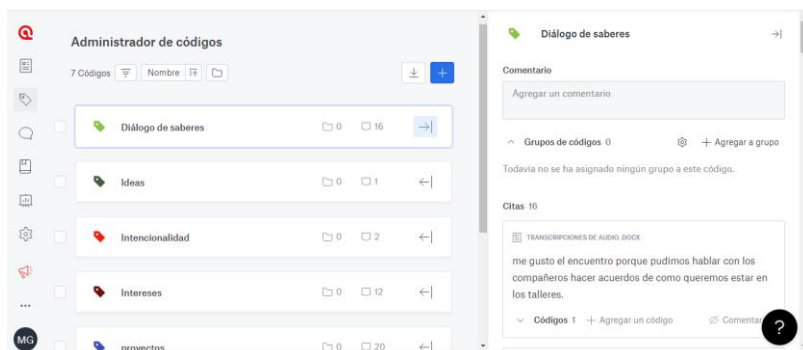 Administrador de códigos
7 Códigos Nombre
Diálogo de saberes 0 16
Ideas 0 1
Intencionalidad 0 2
Intereses 0 12
proyectos 0 20
MG
Diálogo de saberes
Comentario
Agregar un comentario
Grupos de códigos 0 + Agregar a grupo
Todavía no se ha asignado ningún grupo a este código.
Citas 16
TRANSCRIPCIONES DE AUDIO.DOCX
me gusto el encuentro porque pudimos hablar con los
compañeros hacer acuerdos de como queremos estar en
los talleres.
Códigos 1 + Agregar un código Comentar
?